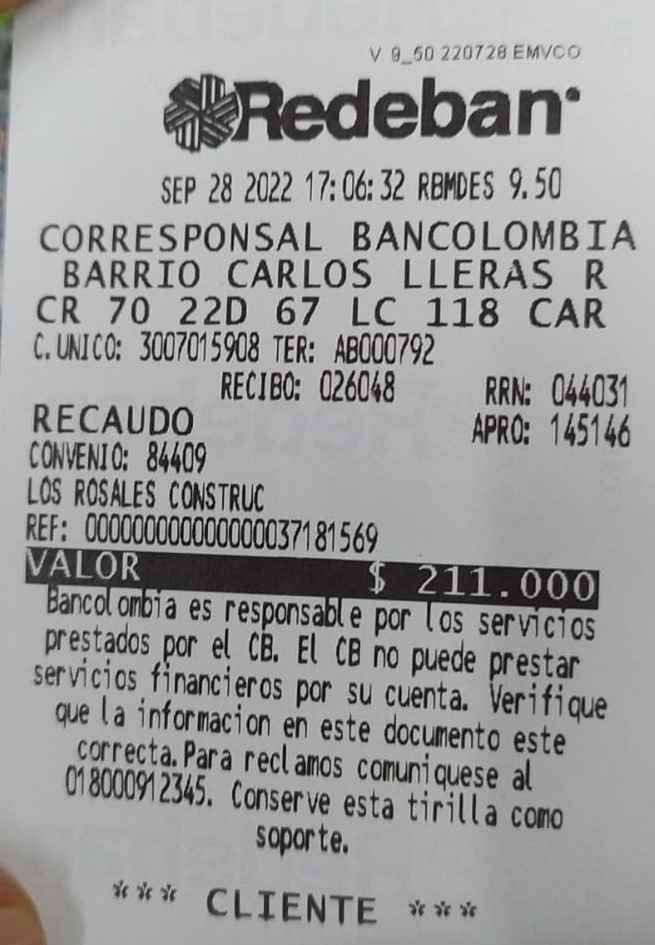 V 9_50 220728 EMVCO
Redeban
SEP 28 2022 17:06:32 RBMDES 9.50
CORRESPONSAL BANCOLOMBIA
BARRIO CARLOS LLERAS R
CR 70 22D 67 LC 118 CAR
C. UNICO: 3007015908 TER: AB000792
RECIBO: 026048 RRN: 044031
RECAUDO APRO: 145146
CONVENIO: 84409
LOS ROSALES CONSTRUC
REF: 000000000000000037181569
VALOR $ 211.000
Bancolombia es responsable por los servicios
prestados por el CB. El CB no puede prestar
servicios financieros por su cuenta. Verifique
que la informacion en este documento este
correcta.Para reclamos comuniquese al
018000912345. Conserve esta tirilla como
soporte.
*** CLIENTE ***